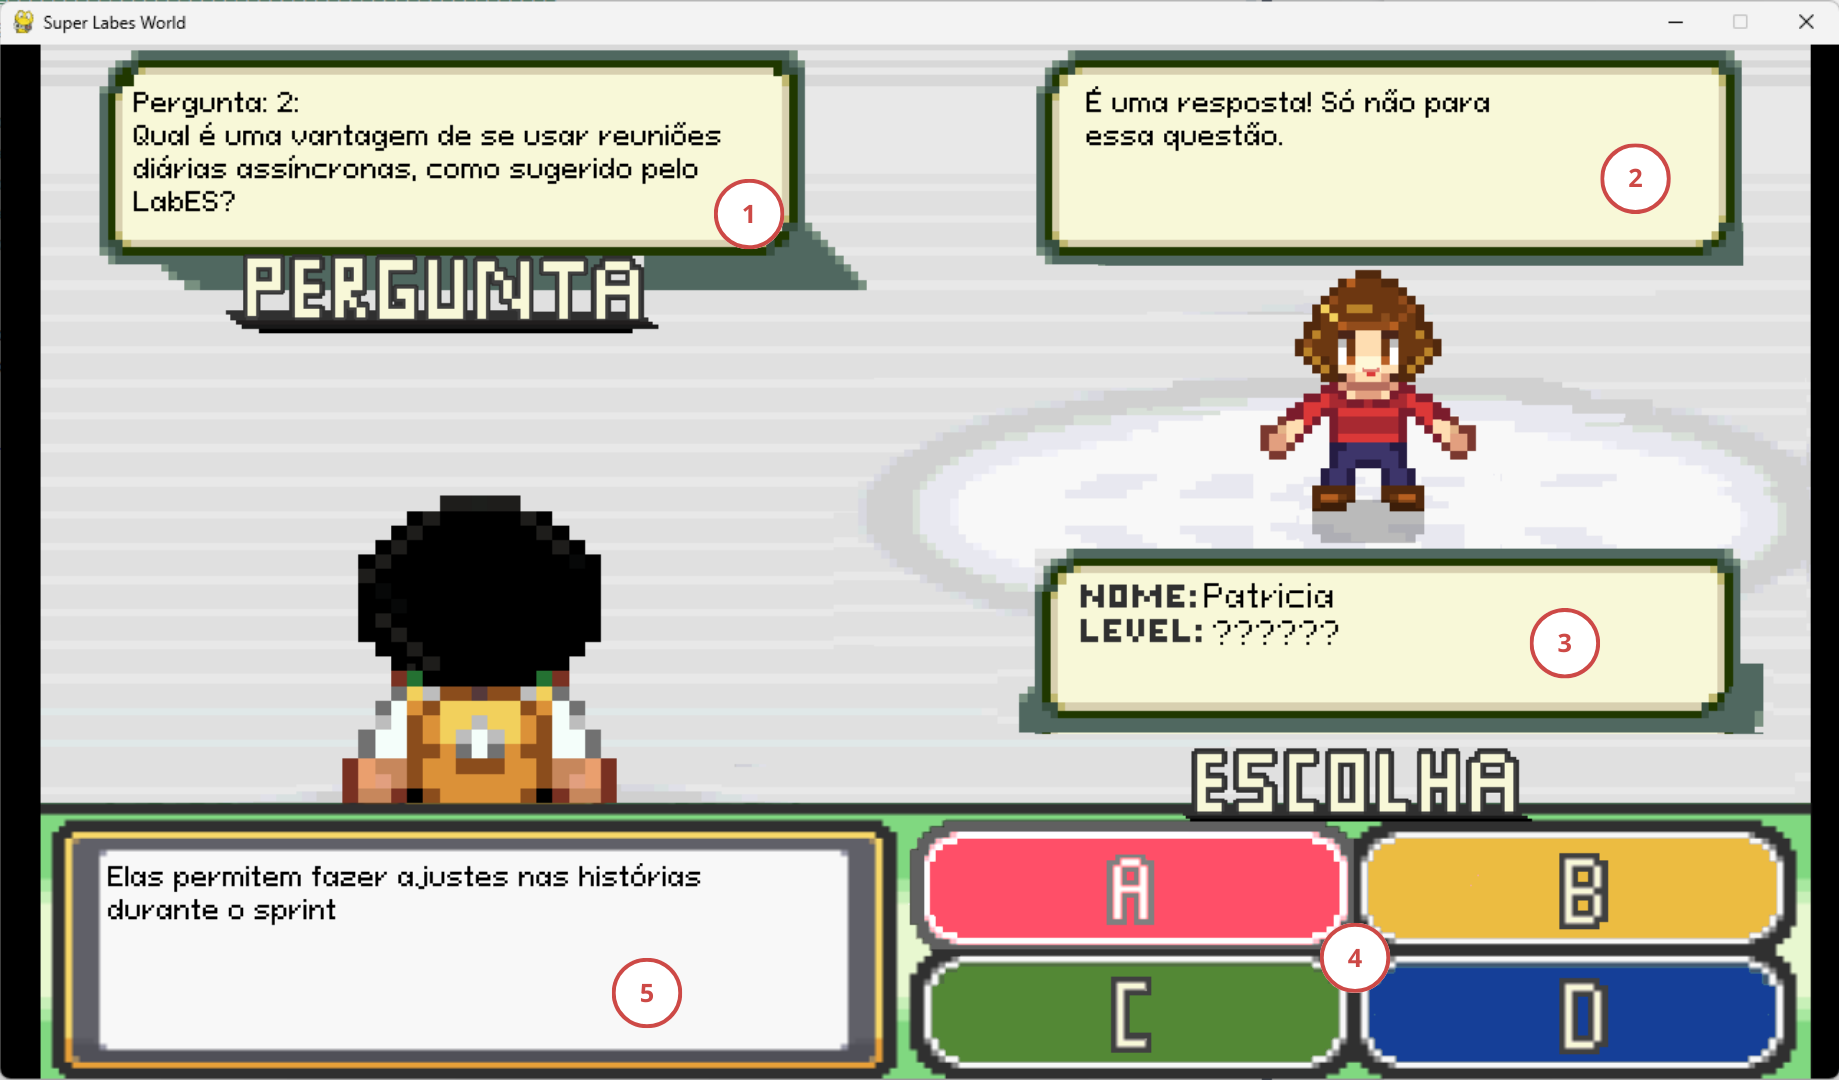 Super Labes World
Pergunta: 2:
Qual é uma vantagem de se usar reuniões
diárias assíncronas, como sugerido pelo
LabES?
1
PERGUNTA
É uma resposta! Só não para
essa questão.
2
NOME:Patricia
LEVEL: ??????
3
ESCOLHA
Elas permitem fazer ajustes nas histórias
durante o sprint
5
A
B
4
C
D